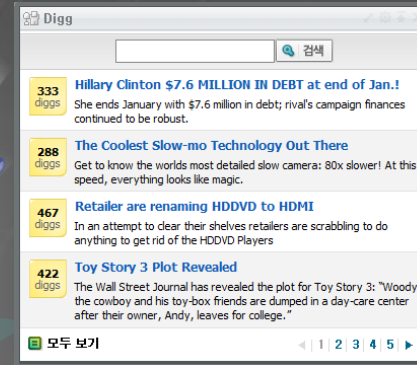 Digg
검색
333 diggs
Hillary Clinton $7.6 MILLION IN DEBT at end of Jan.!
She ends January with $7.6 million in debt; rival's campaign finances
continued to be robust.
288 diggs
The Coolest Slow-mo Technology Out There
Get to know the worlds most detailed slow camera: 80x slower! At this
speed, everything looks like magic.
467 diggs
Retailer are renaming HDDVD to HDMI
In an attempt to clear their shelves retailers are scrabbling to do
anything to get rid of the HDDVD Players
422 diggs
Toy Story 3 Plot Revealed
The Wall Street Journal has revealed the plot for Toy Story 3: “Woody
the cowboy and his toy-box friends are dumped in a day-care center
after their owner, Andy, leaves for college.”
모두 보기
1 | 2 | 3 | 4 | 5